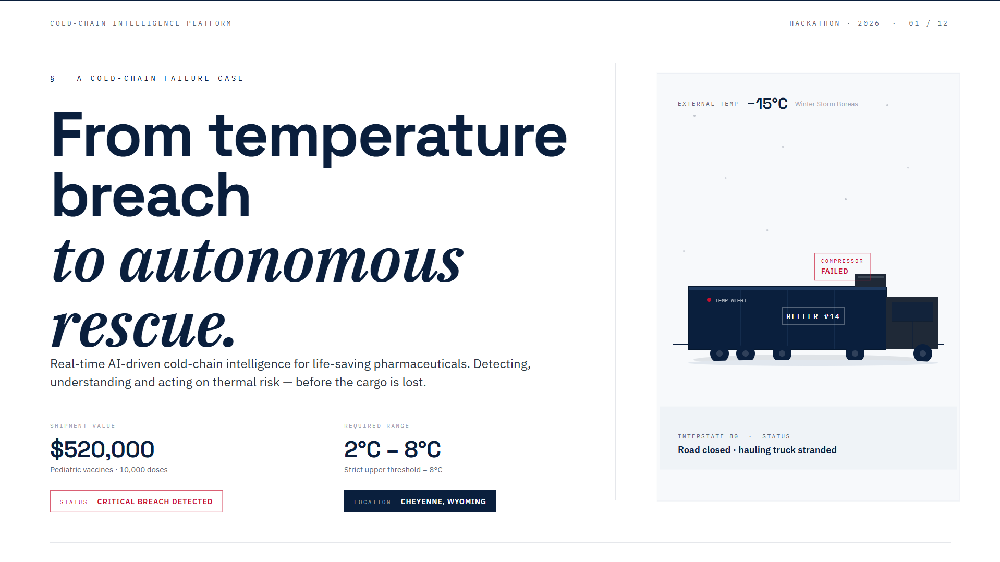 COLD-CHAIN INTELLIGENCE PLATFORM
HACKATHON · 2026 · 01 / 12
§ A COLD-CHAIN FAILURE CASE
From temperature
breach
to autonomous
rescue.
Real-time AI-driven cold-chain intelligence for life-saving pharmaceuticals. Detecting,
understanding and acting on thermal risk — before the cargo is lost.
SHIPMENT VALUE
$520,000
Pediatric vaccines · 10,000 doses
STATUS CRITICAL BREACH DETECTED
REQUIRED RANGE
2°C – 8°C
Strict upper threshold = 8°C
LOCATION CHEYENNE, WYOMING
EXTERNAL TEMP −15°C Winter Storm Boreas
COMPRESSOR
FAILED
TEMP ALERT
REEFER #14
INTERSTATE 80 · STATUS
Road closed · hauling truck stranded